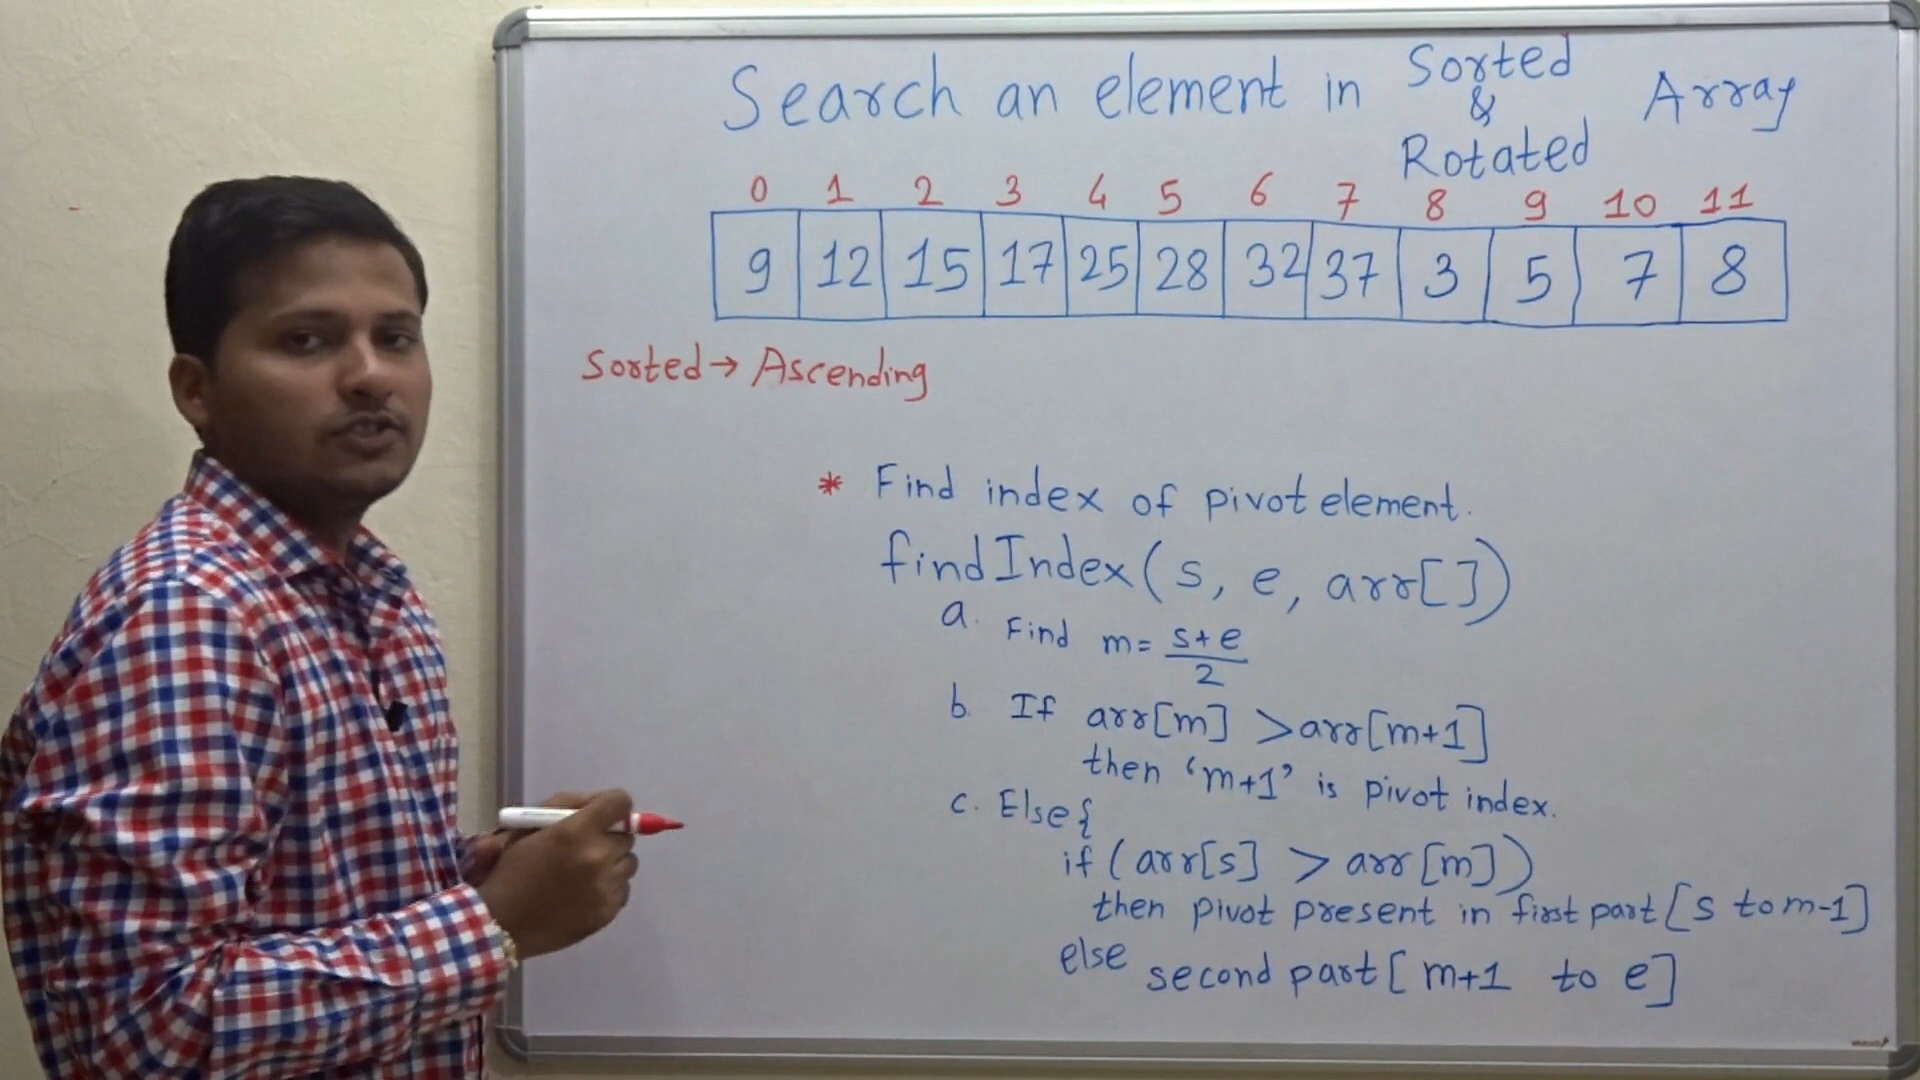 Search an element in Sorted & Rotated Array
0 1 2 3 4 5 6 7 8 9 10 11
9 12 15 17 25 28 32 37 3 5 7 8
Sorted → Ascending
* Find index of pivot element.
findIndex(s, e, arr[])
a. Find m = s+e
2
b. If arr[m] > arr[m+1]
then ‘m+1’ is pivot index.
c. Else{
if (arr[s] > arr[m])
then pivot present in first part [s to m-1]
else second part [m+1 to e]